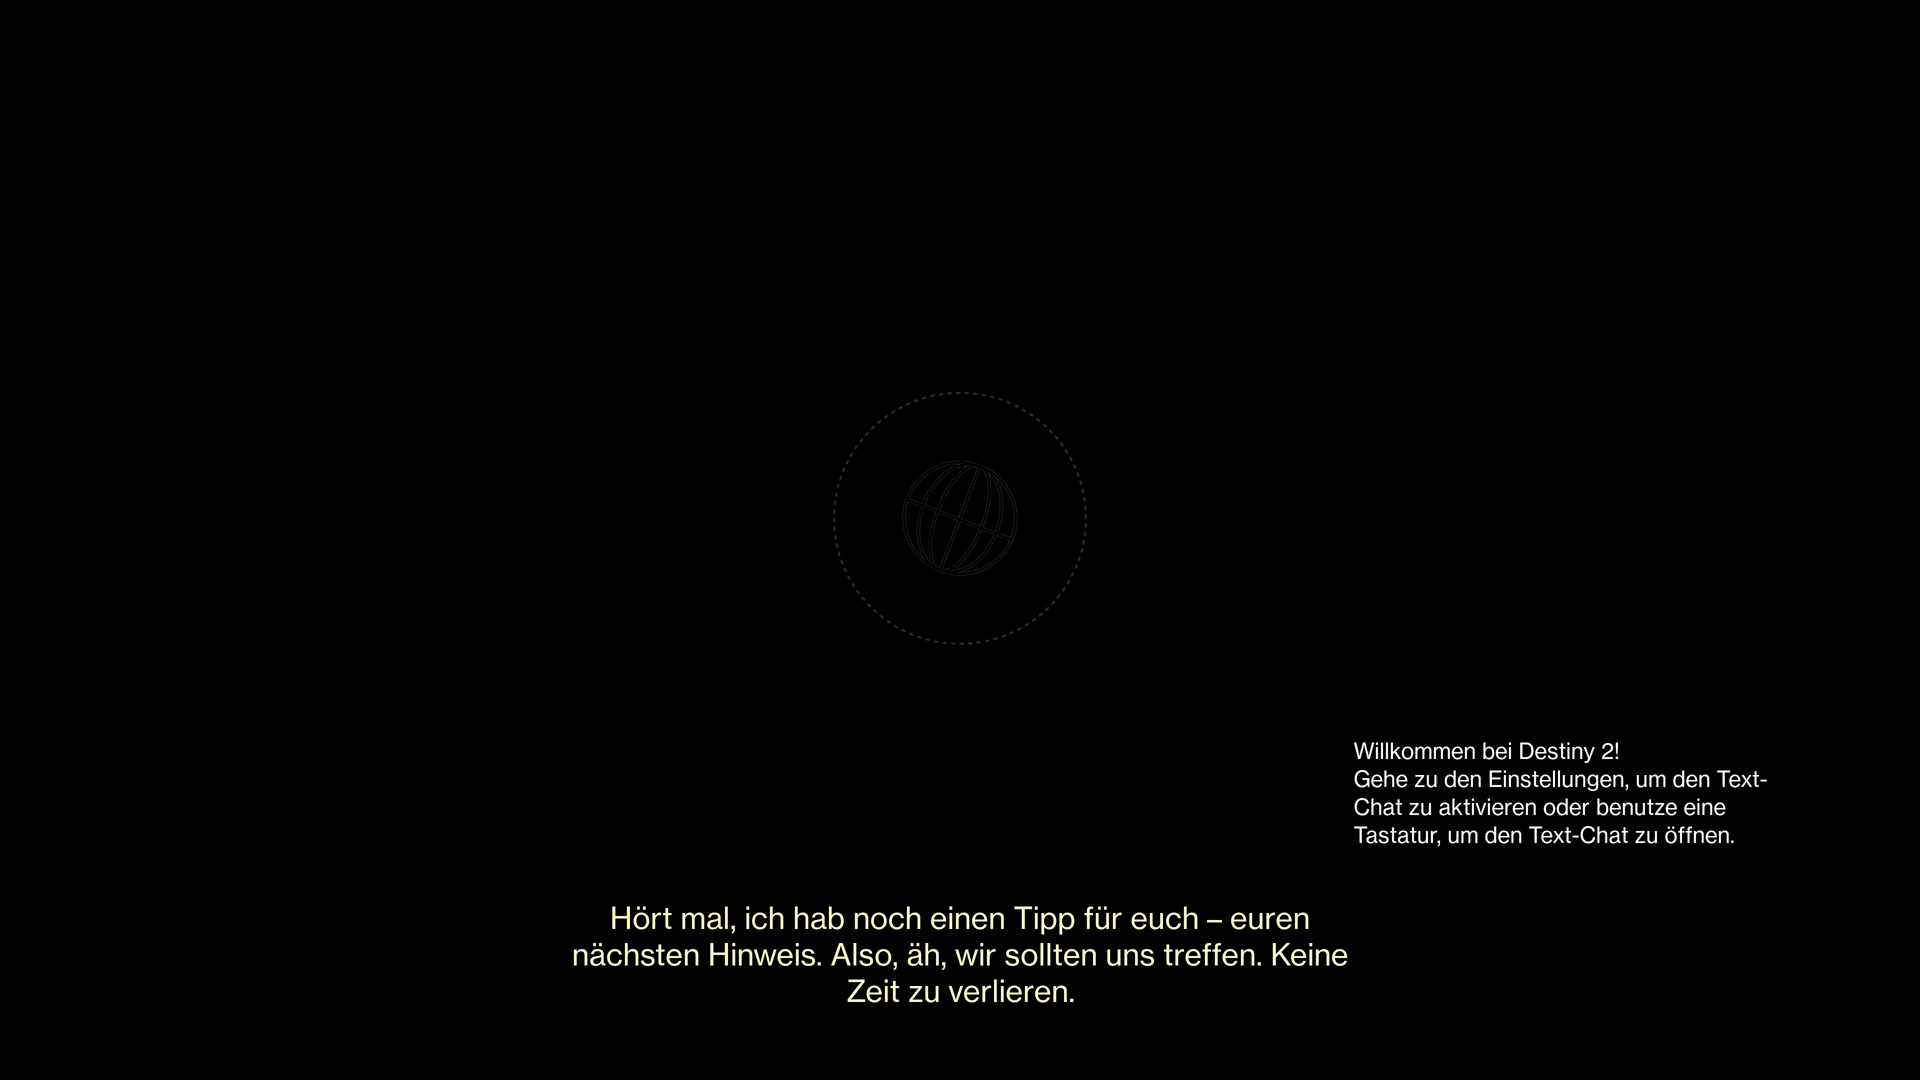 Willkommen bei Destiny 2!
Gehe zu den Einstellungen, um den Text-
Chat zu aktivieren oder benutze eine
Tastatur, um den Text-Chat zu öffnen.
Hört mal, ich hab noch einen Tipp für euch – euren
nächsten Hinweis. Also, äh, wir sollten uns treffen. Keine
Zeit zu verlieren.